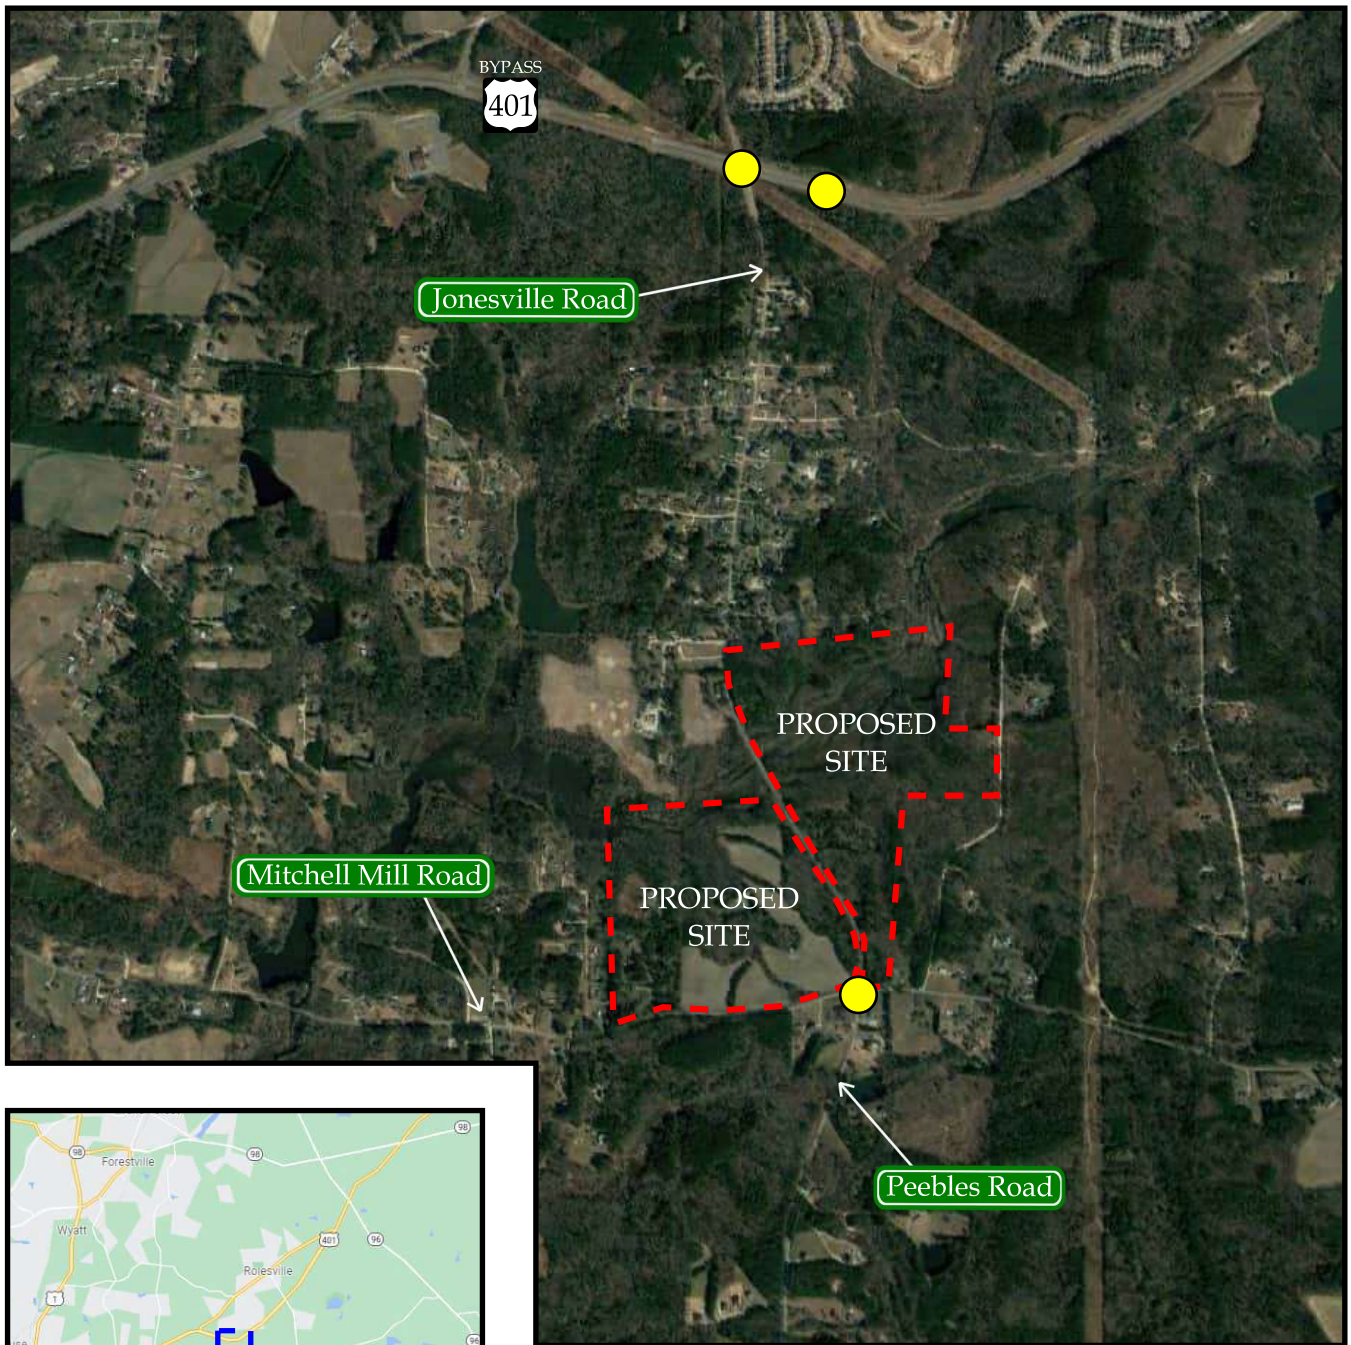 BYPASS
401
Jonesville Road
PROPOSED
SITE
Mitchell Mill Road
PROPOSED
SITE
Peebles Road
98
98
98
Forestville
Wyatt
401
96
Rolesville
1
96